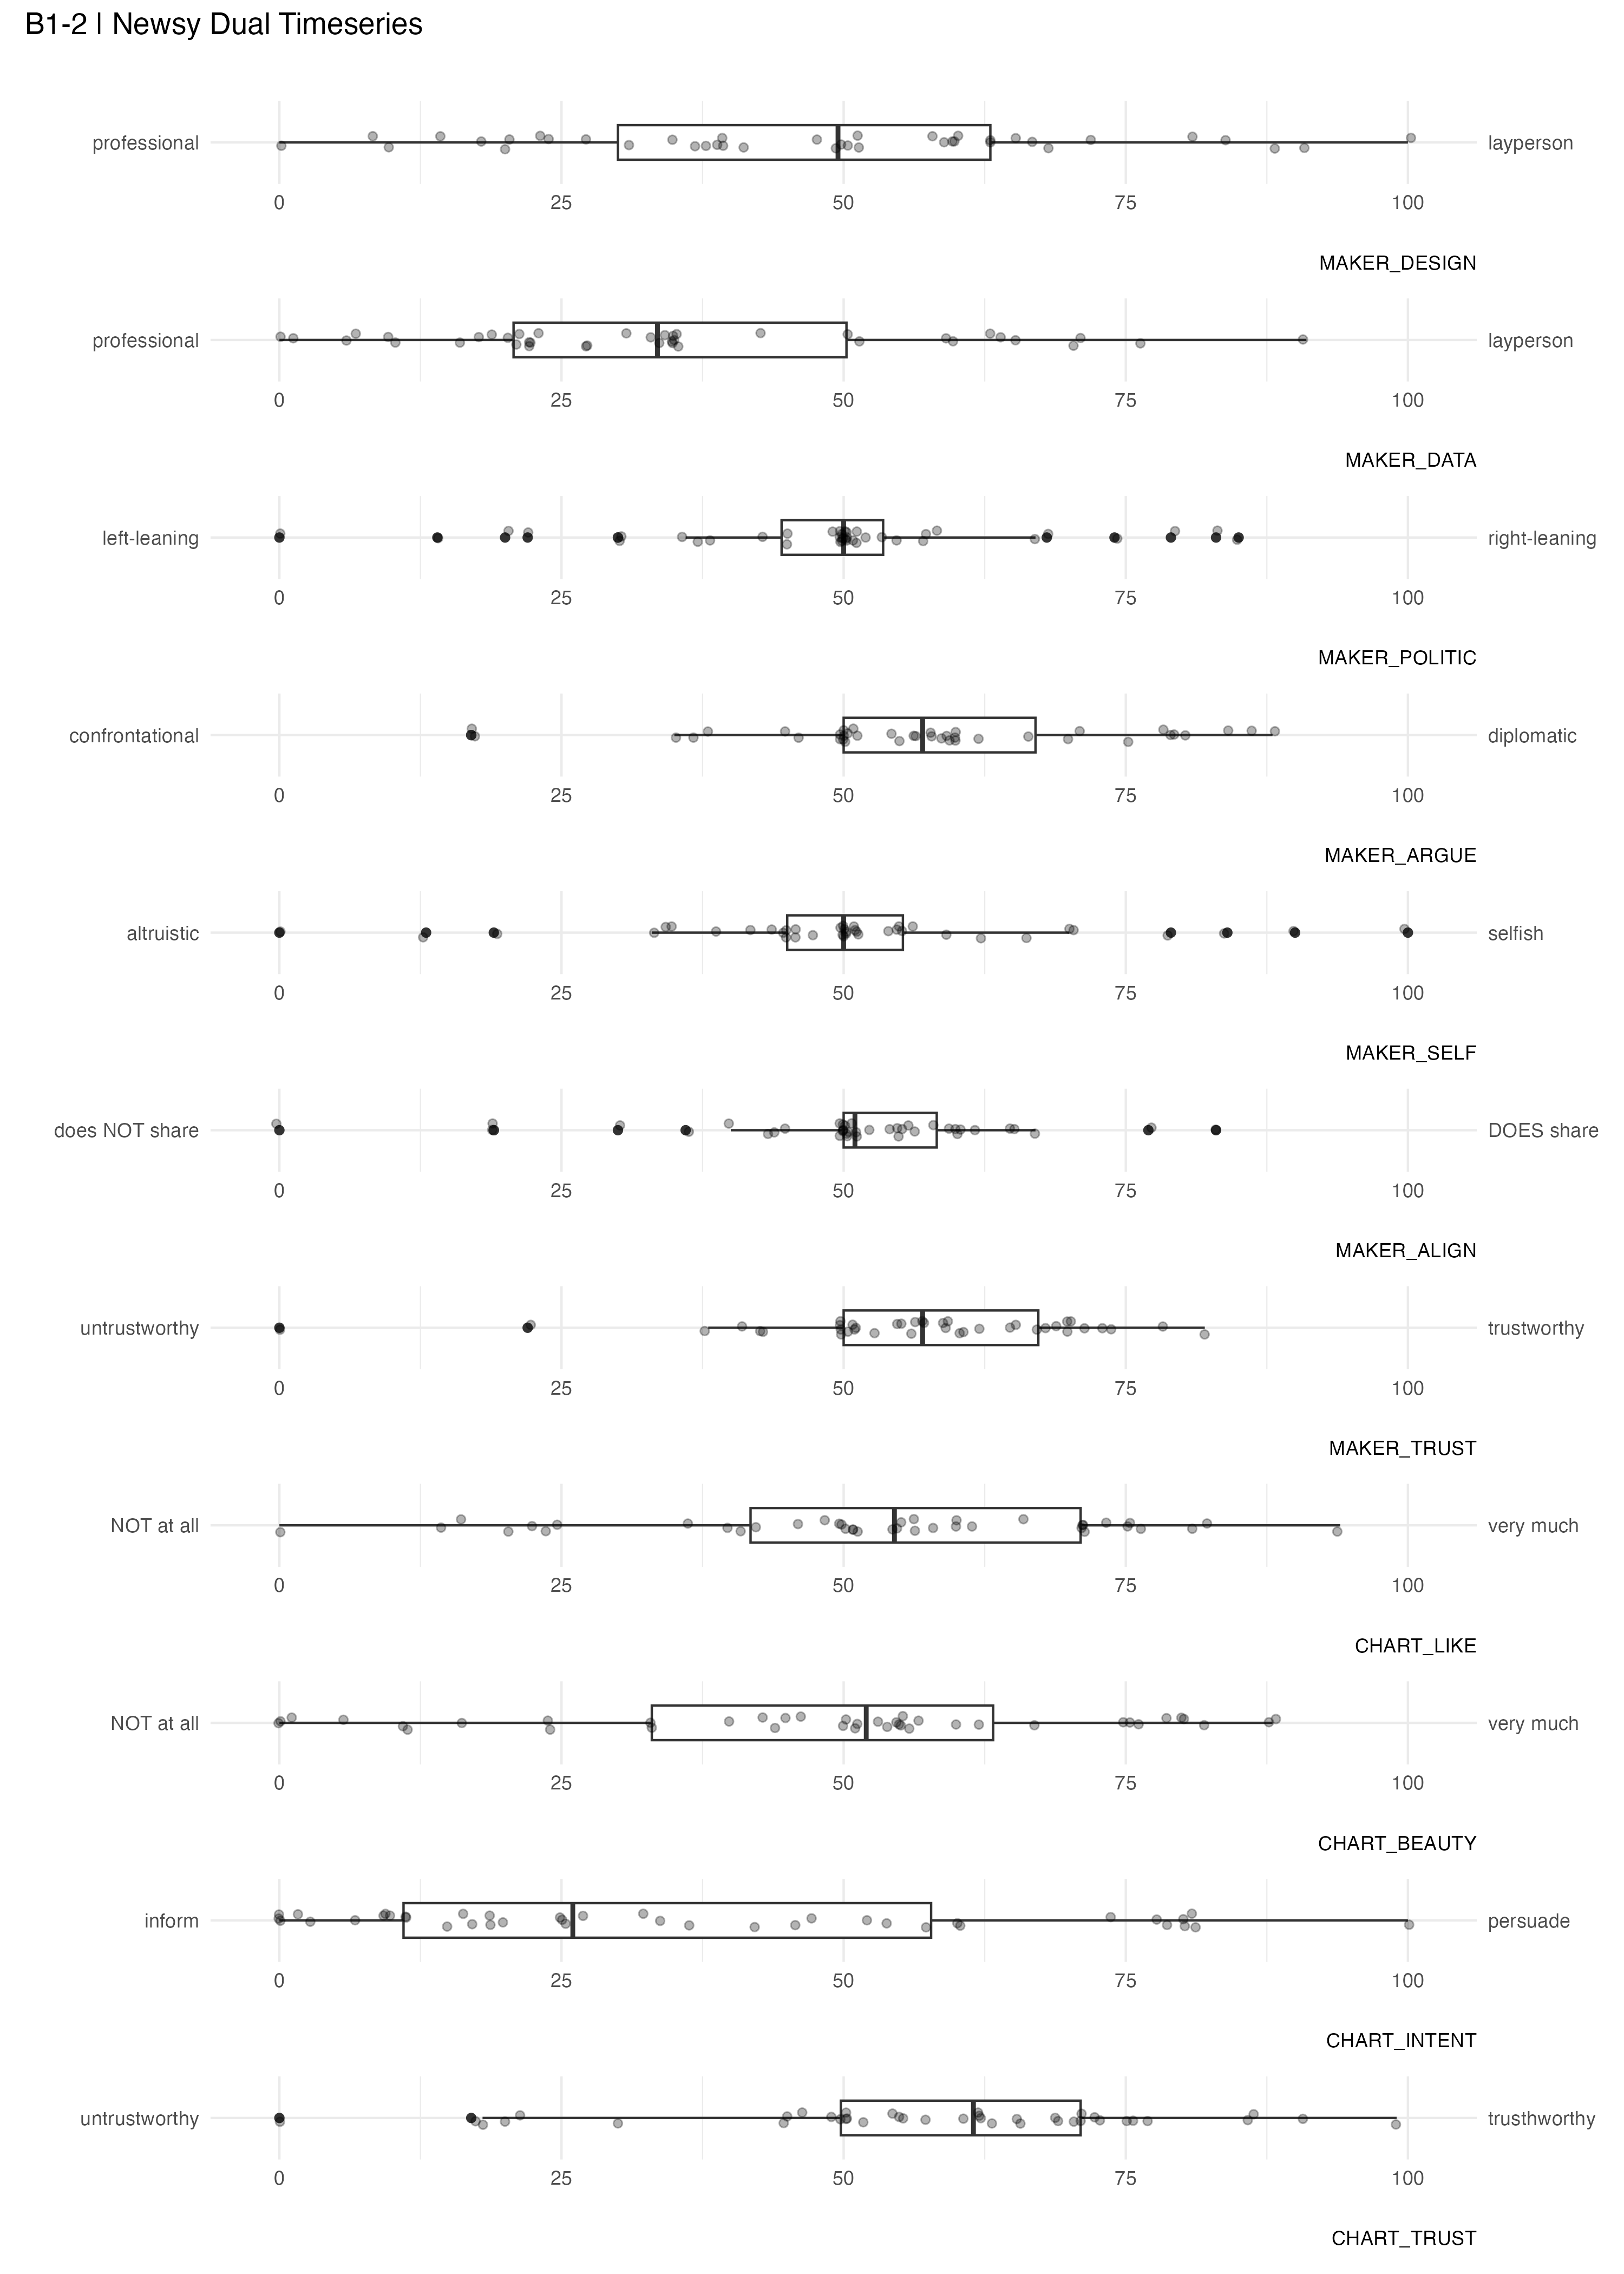 B1-2 | Newsy Dual Timeseries
professional layperson
0 25 50 75 100
MAKER_DESIGN
professional layperson
0 25 50 75 100
MAKER_DATA
left-leaning right-leaning
0 25 50 75 100
MAKER_POLITIC
confrontational diplomatic
0 25 50 75 100
MAKER_ARGUE
altruistic selfish
0 25 50 75 100
MAKER_SELF
does NOT share DOES share
0 25 50 75 100
MAKER_ALIGN
untrustworthy trustworthy
0 25 50 75 100
MAKER_TRUST
NOT at all very much
0 25 50 75 100
CHART_LIKE
NOT at all very much
0 25 50 75 100
CHART_BEAUTY
inform persuade
0 25 50 75 100
CHART_INTENT
untrustworthy trusthworthy
0 25 50 75 100
CHART_TRUST